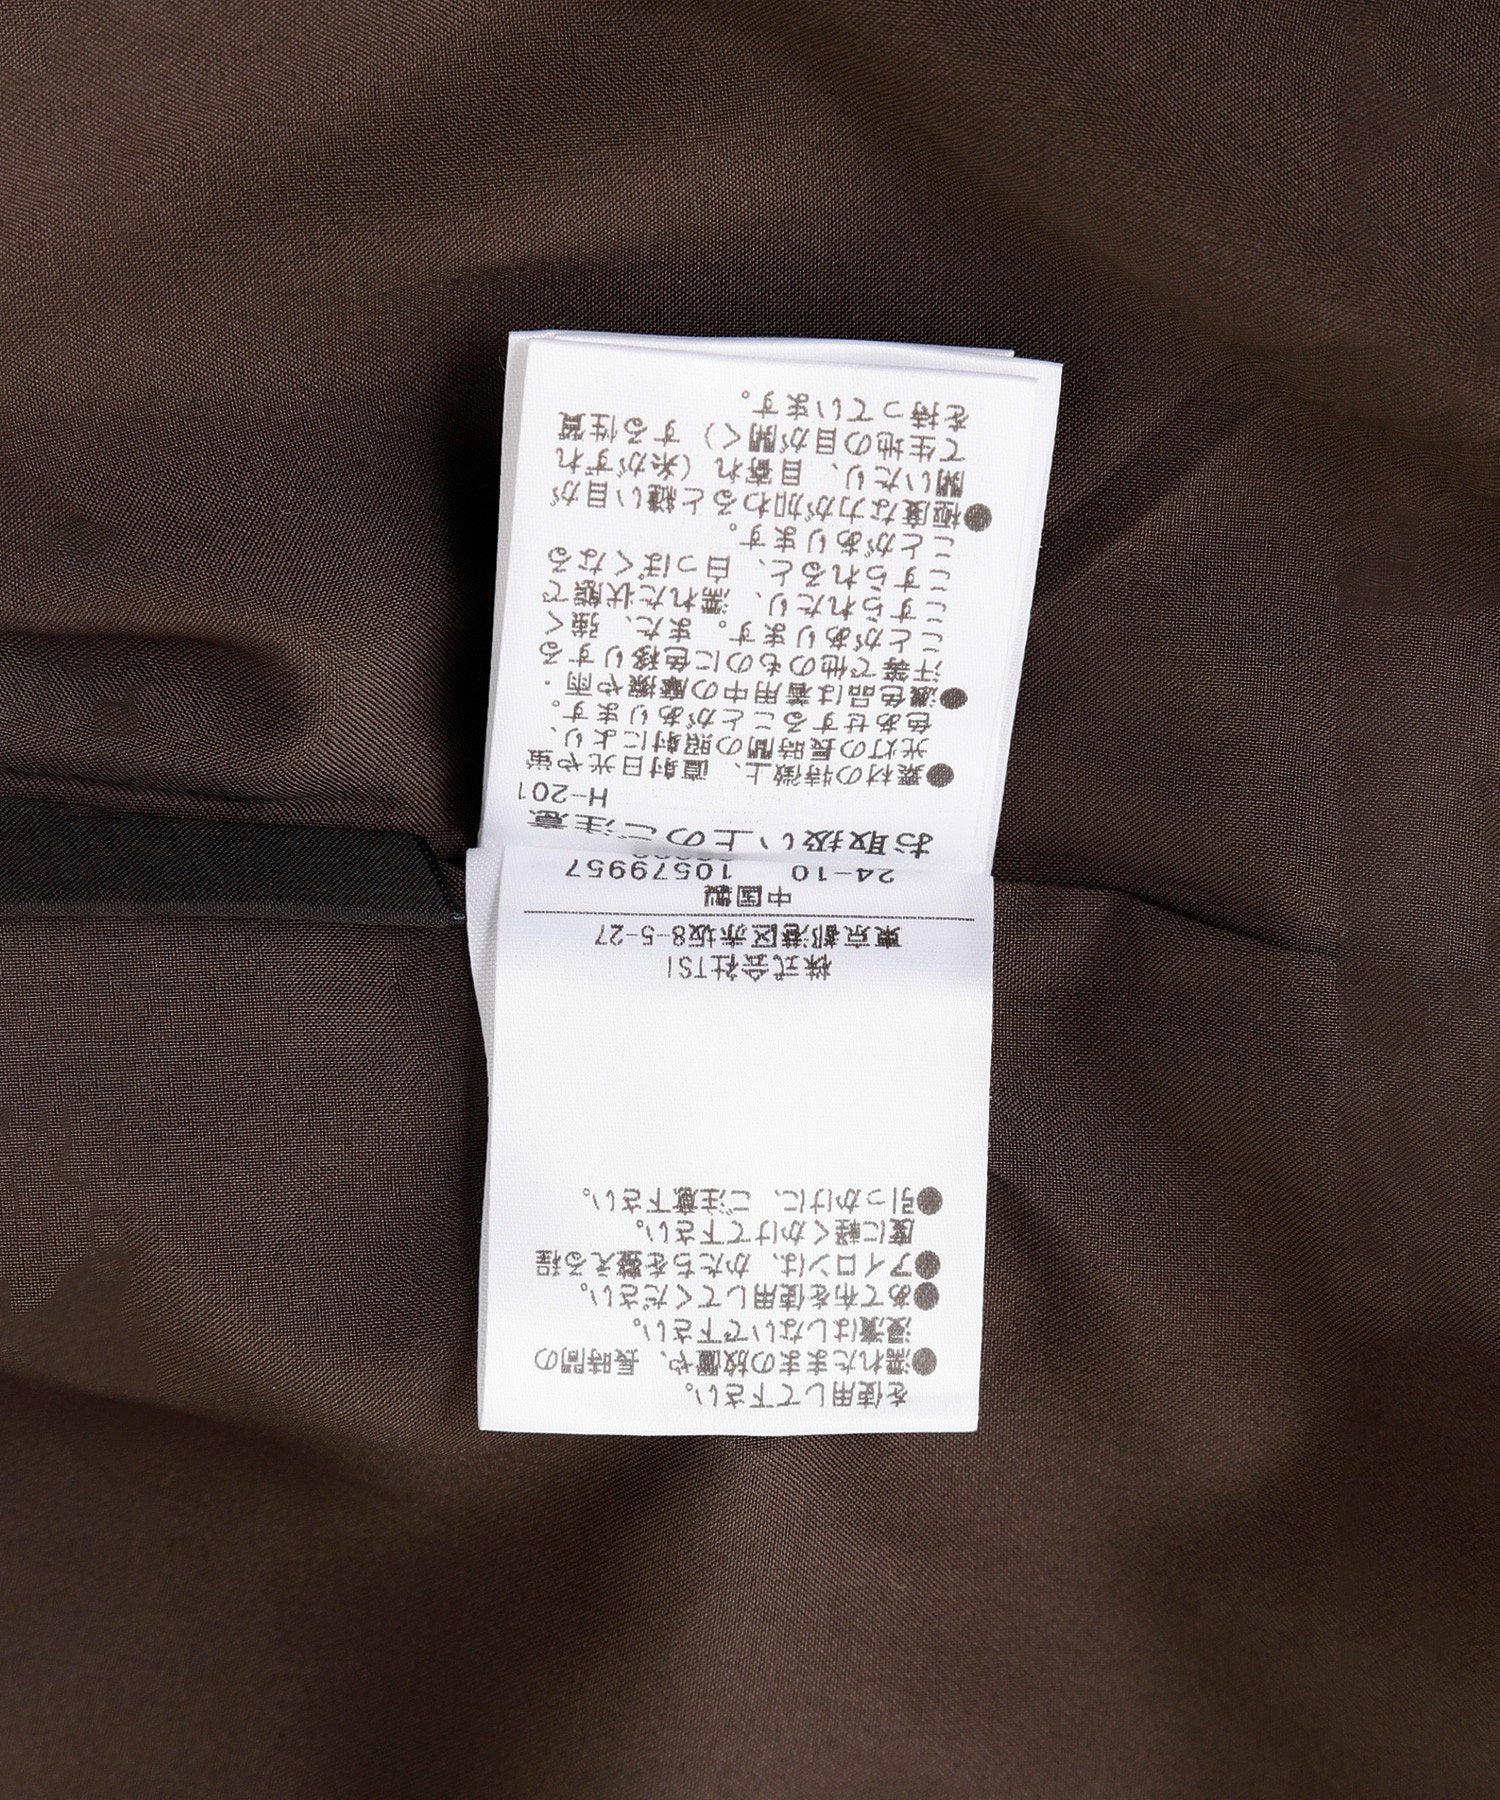 を使用して下さい。
●濡れたままの放置や、長時間の
浸漬はしないで下さい。
●あて布を使用してください。
●アイロンは、かたちを整える程
度に軽くかけて下さい。
●引っかけに、ご注意下さい。
株式会社TSI
東京都港区赤坂8-5-27
中国製
24-10 10579957
お取扱い上のご注意
H-201
●素材の特徴上、直射日光や蛍
光灯の長時間の照射により、
色あせすることがあります。
●濃色品は着用中の摩擦や雨・
汗等で他のものに色移りする
ことがあります。また、強く
こすられたり、濡れた状態で
こすられると、白っぽくなる
ことがあります。
●極度な力が加わると縫い目が
開いたり、目寄れ（糸がずれ
て生地の目が開く）する性質
を持っています。